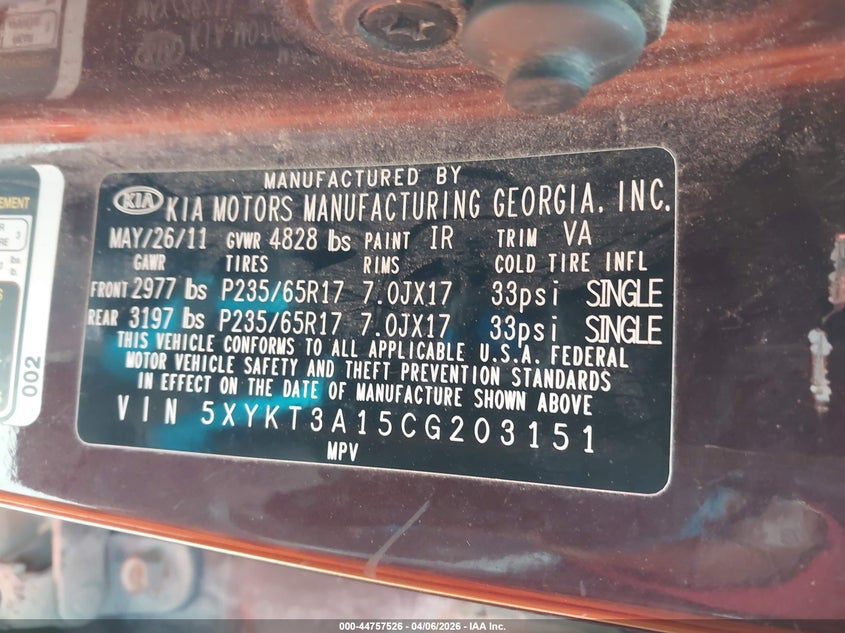 MANUFACTURED BY
KIA KIA MOTORS MANUFACTURING GEORGIA, INC.
MAY/26/11 GVWR 4828 lbs PAINT IR TRIM VA
GAWR TIRES RIMS COLD TIRE INFL
FRONT 2977 lbs P235/65R17 7.0JX17 33psi SINGLE
REAR 3197 lbs P235/65R17 7.0JX17 33psi SINGLE
THIS VEHICLE CONFORMS TO ALL APPLICABLE U.S.A. FEDERAL
MOTOR VEHICLE SAFETY AND THEFT PREVENTION STANDARDS
IN EFFECT ON THE DATE OF MANUFACTURE SHOWN ABOVE
VIN 5XYKT3A15CG203151
MPV
002
000-44757526 - 04/06/2026 - IAA Inc.